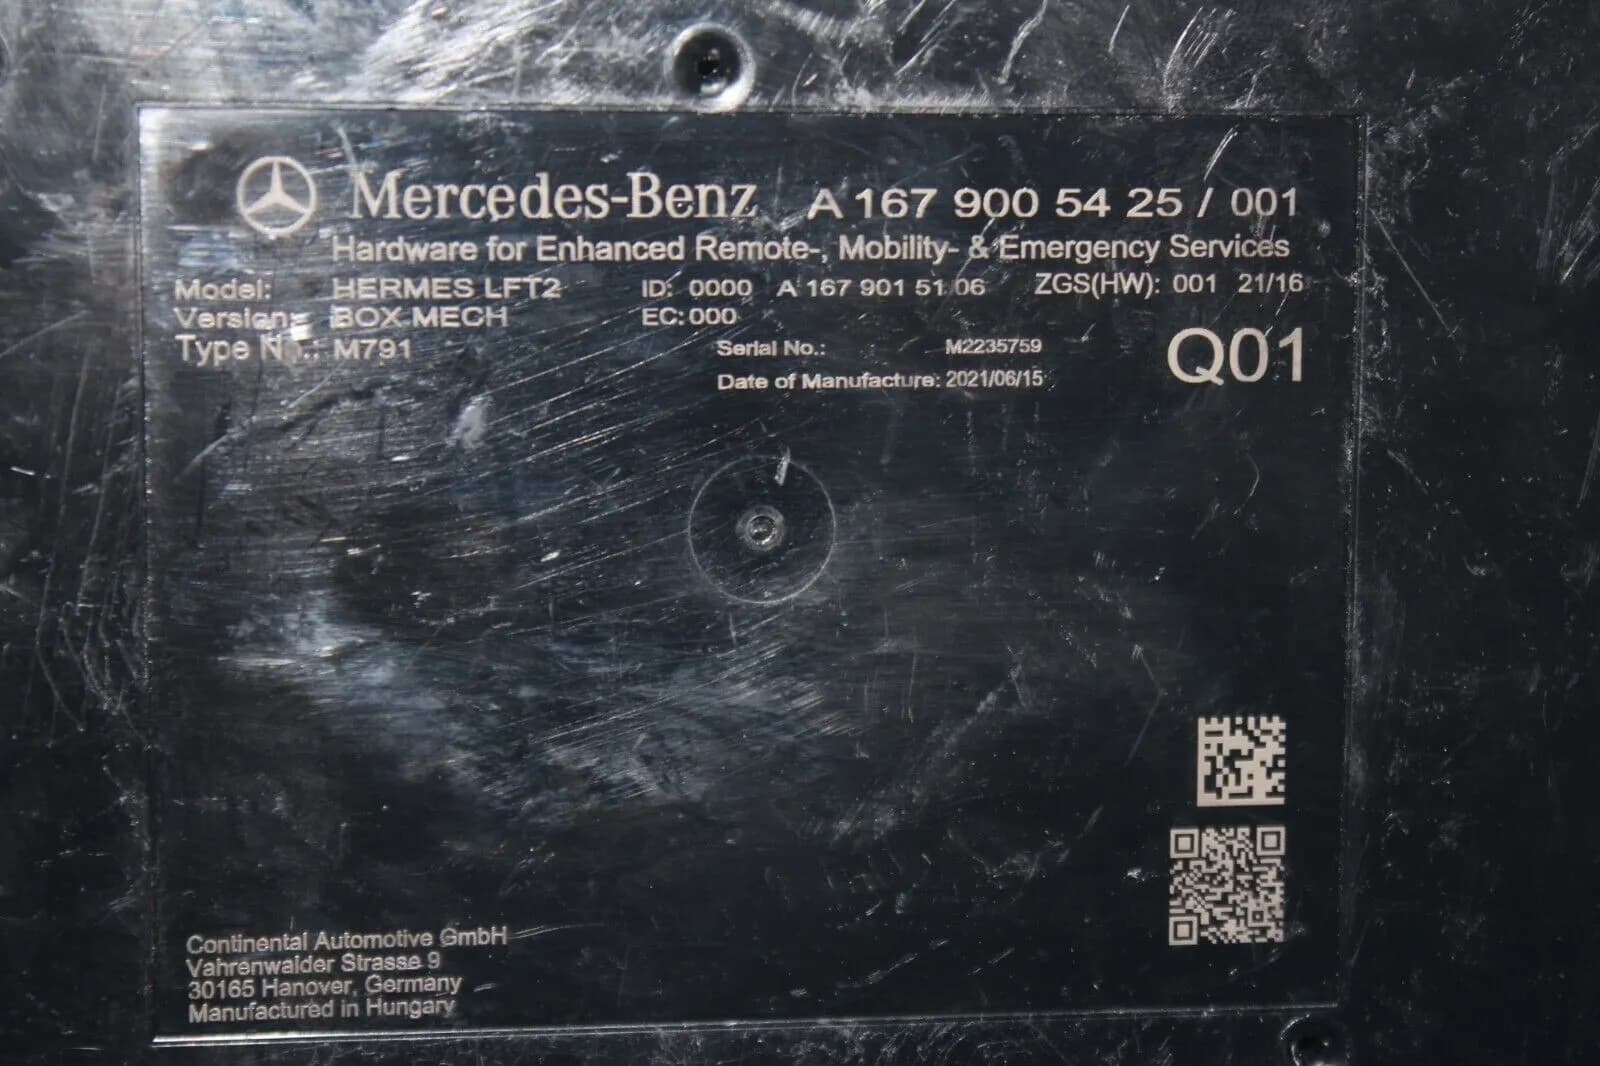 Mercedes-Benz A 167 900 54 25 / 001
Hardware for Enhanced Remote-, Mobility- & Emergency Services
Model: HERMES LFT2 ID: 0000 A 167 901 51 06 ZGS(HW): 001 21/16
Version: BOX MECH EC: 000
Type No.: M791 Serial No.: M2235759 Q01
Date of Manufacture: 2021/06/15
Continental Automotive GmbH
Vahrenwalder Strasse 9
30165 Hanover, Germany
Manufactured in Hungary